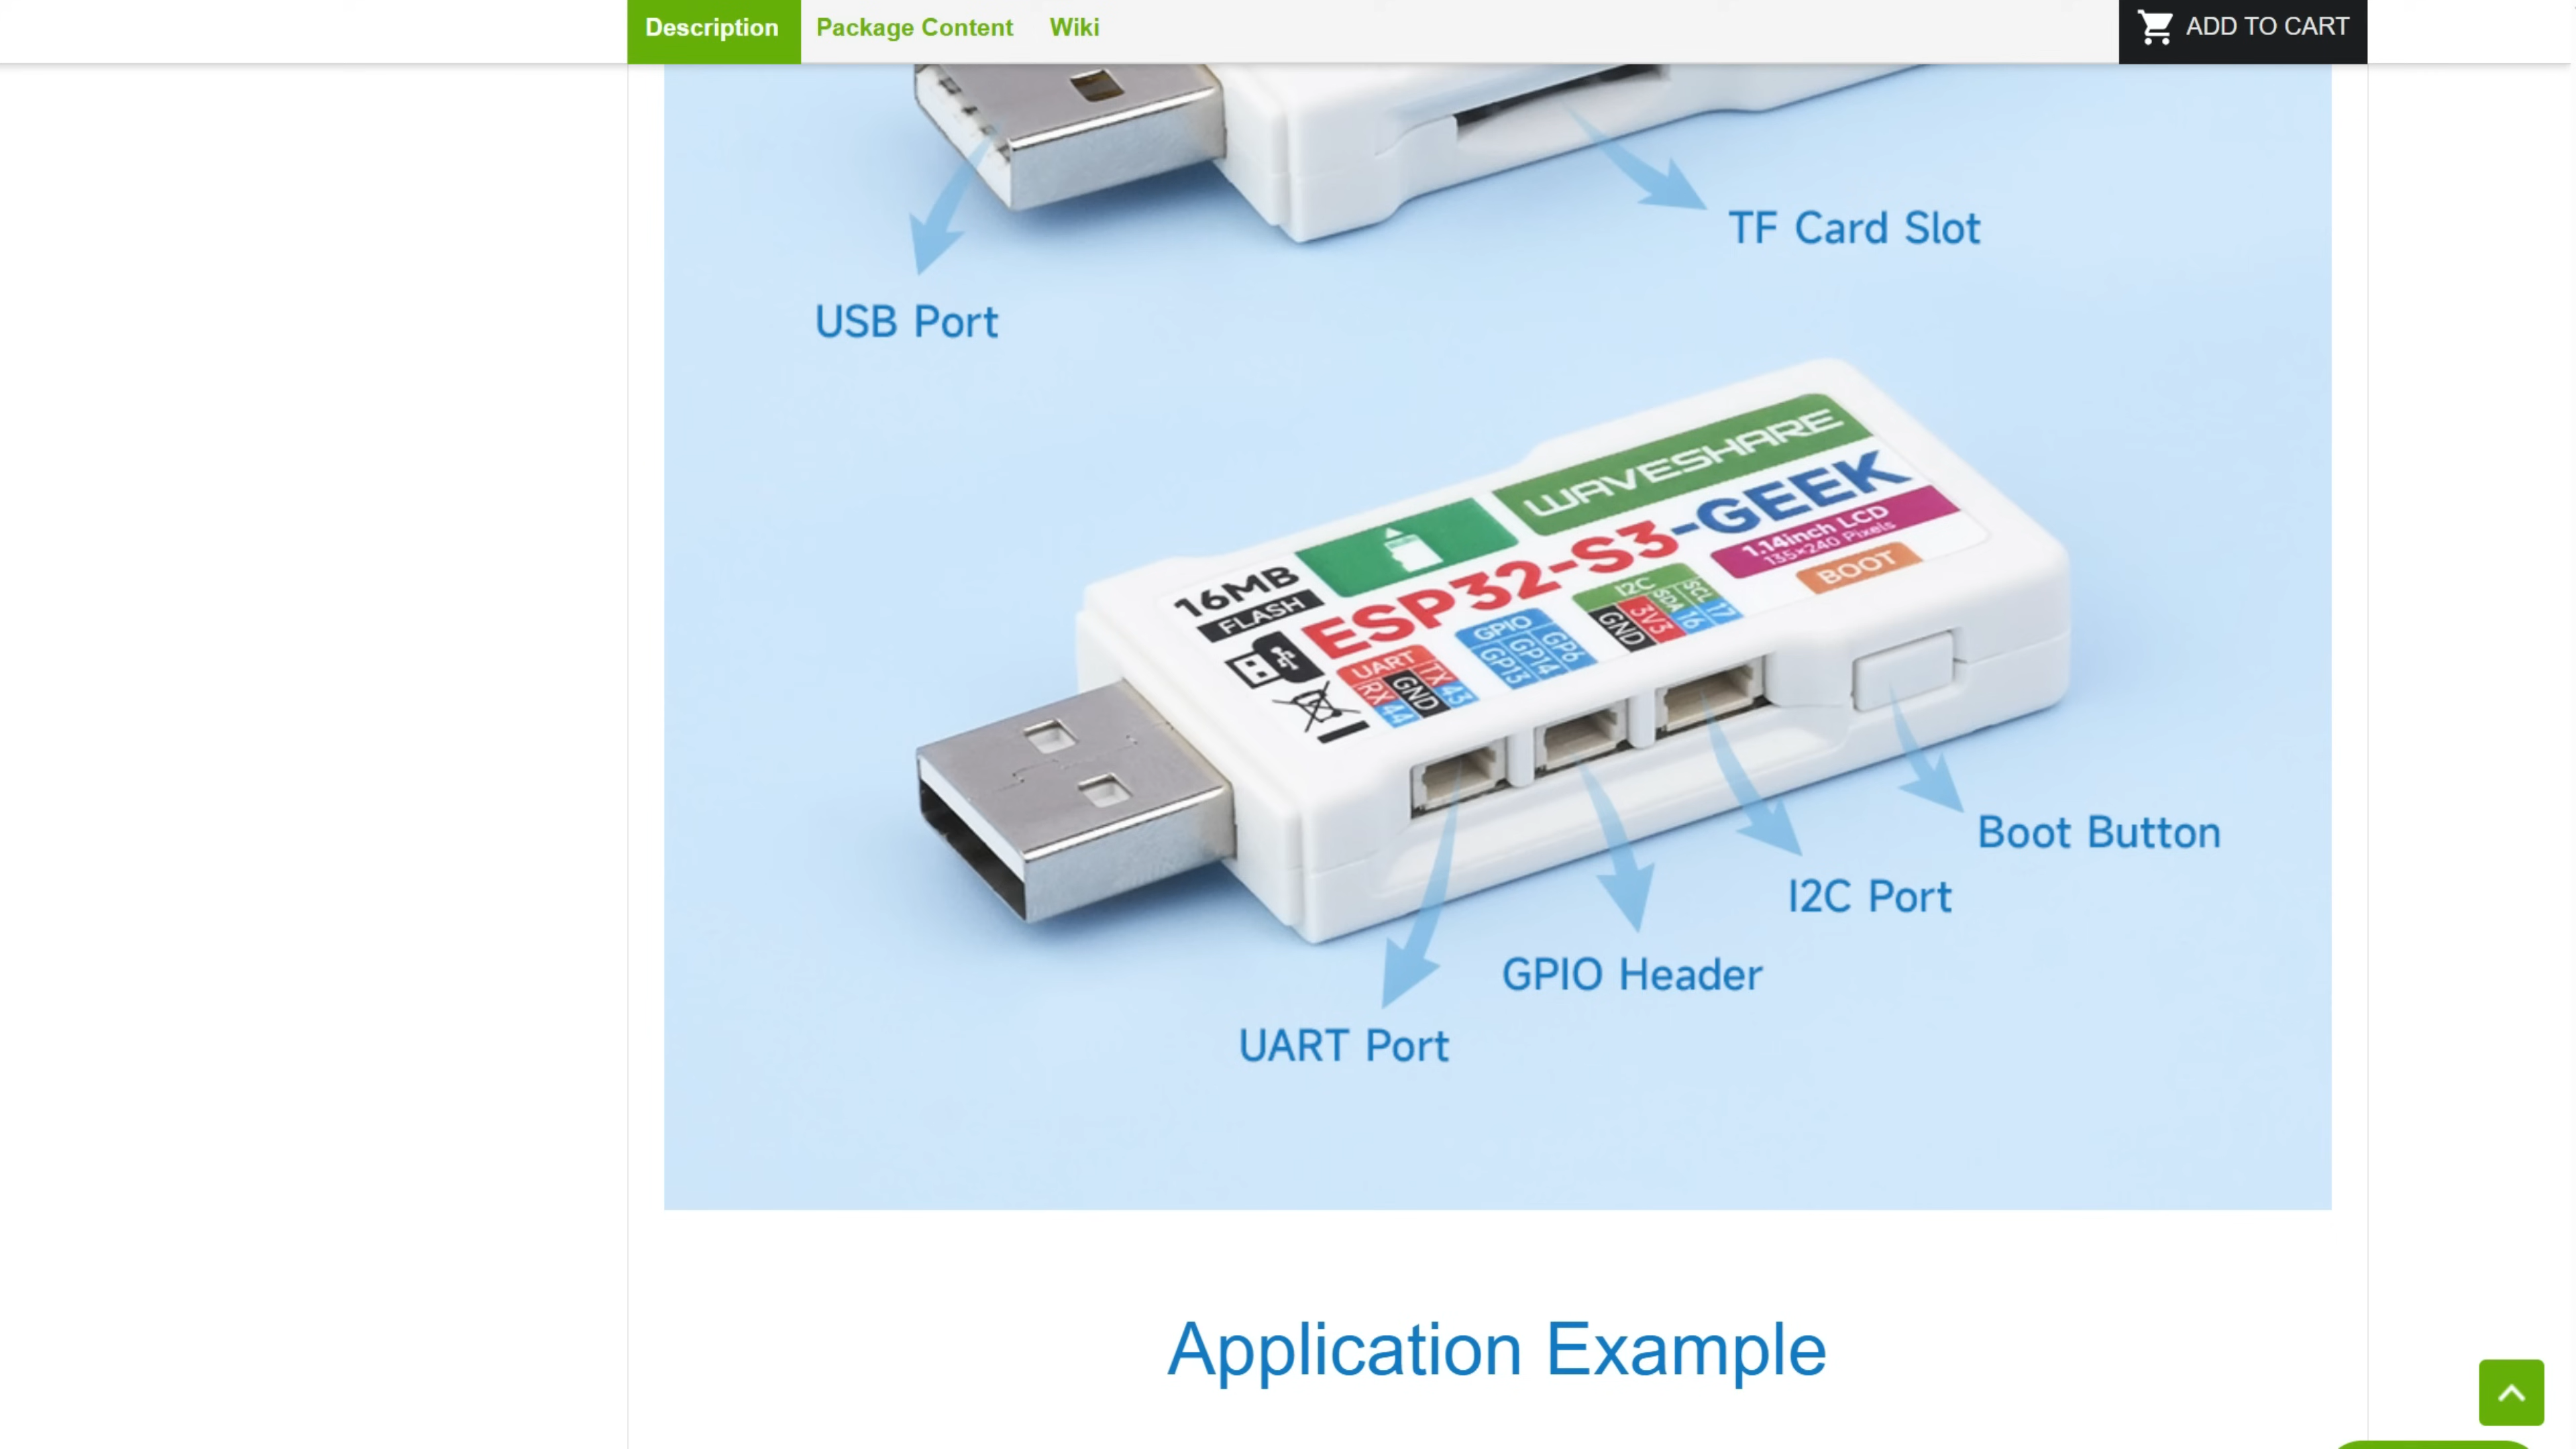 Description Package Content Wiki
ADD TO CART
TF Card Slot
USB Port
WAVESHARE
ESP32-S3-GEEK
1.14inch LCD
135×240 Pixels
BOOT
16MB
FLASH
UART
RX GND TX
44 43
GPIO
GP13 GP14 GP6
I2C
GND 3V3 SDA SCL
16 17
Boot Button
I2C Port
GPIO Header
UART Port
Application Example